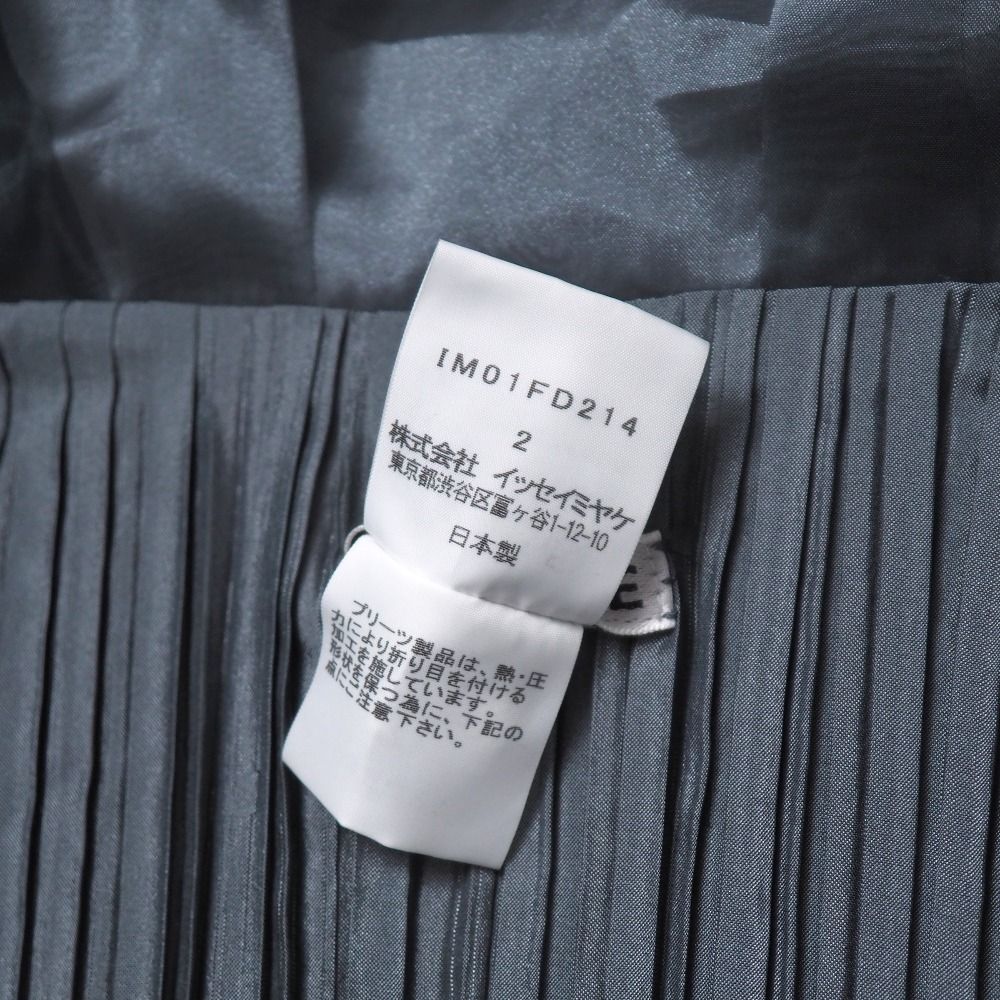 IM01FD214
2
株式会社 イッセイミヤケ
東京都渋谷区富ヶ谷1-12-10
日本製
E
プリーツ製品は、熱・圧
力により折り目を付ける
加工を施しています。
形状を保つ為に、下記の
点にご注意下さい。